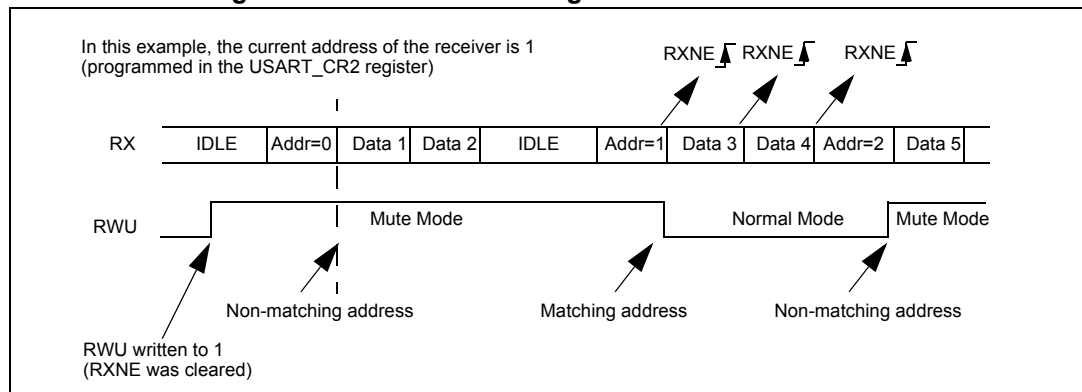 In this example, the current address of the receiver is 1
(programmed in the USART_CR2 register)
RXNE RXNE RXNE
RX IDLE Addr=0 Data 1 Data 2 IDLE Addr=1 Data 3 Data 4 Addr=2 Data 5
RWU Mute Mode Normal Mode Mute Mode
Non-matching address Matching address Non-matching address
RWU written to 1
(RXNE was cleared)